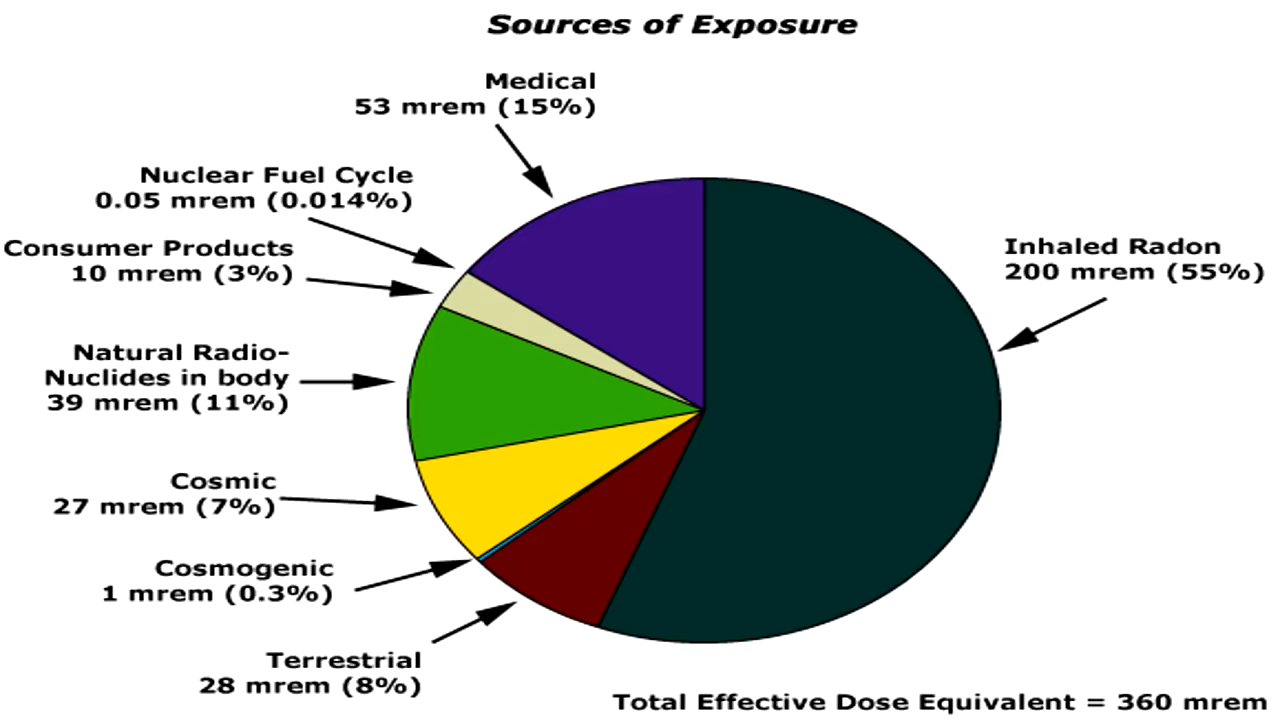 Sources of Exposure
Medical
53 mrem (15%)
Nuclear Fuel Cycle
0.05 mrem (0.014%)
Consumer Products
10 mrem (3%)
Inhaled Radon
200 mrem (55%)
Natural Radio-
Nuclides in body
39 mrem (11%)
Cosmic
27 mrem (7%)
Cosmogenic
1 mrem (0.3%)
Terrestrial
28 mrem (8%)
Total Effective Dose Equivalent = 360 mrem